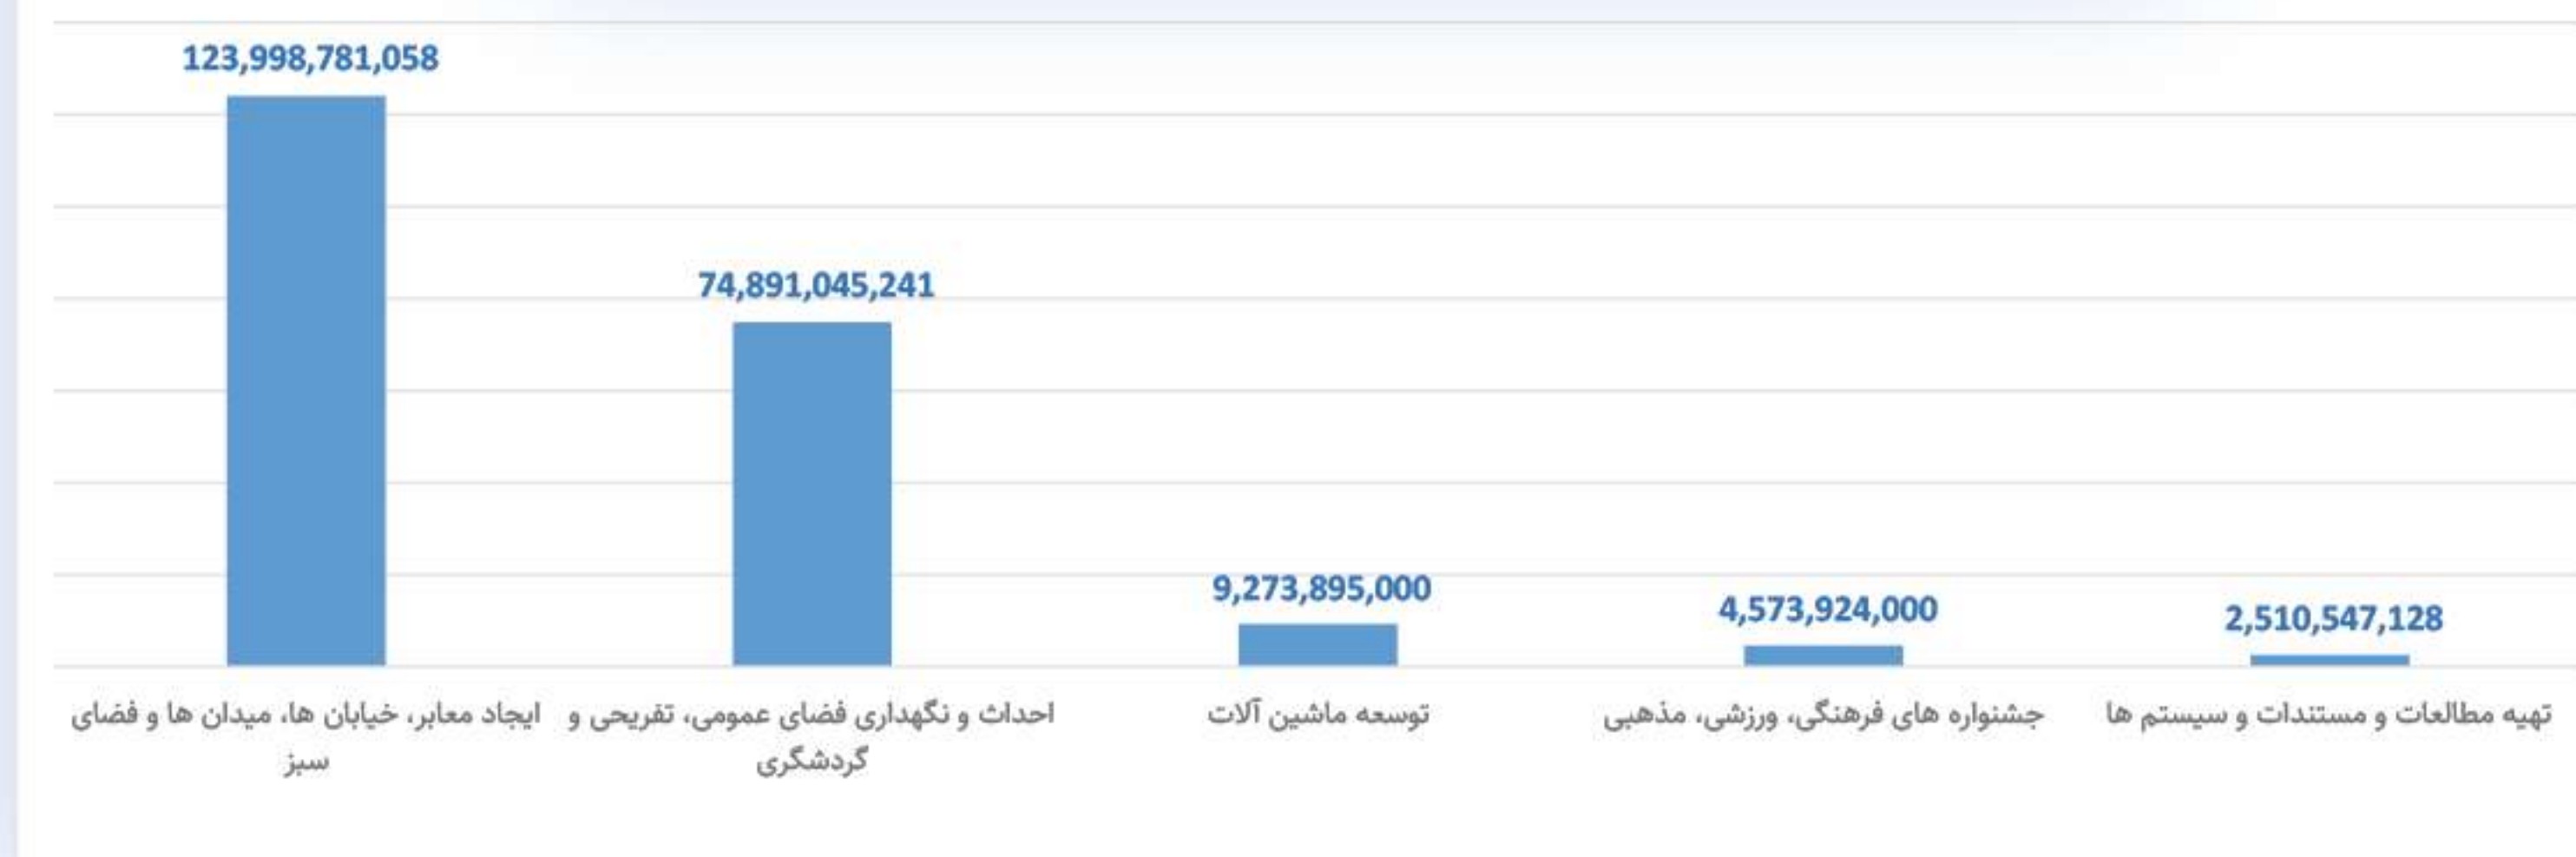 123,998,781,058
74,891,045,241
9,273,895,000
4,573,924,000
2,510,547,128
ایجاد معابر، خیابان ها، میدان ها و فضای
سبز
احداث و نگهداری فضای عمومی، تفریحی و
گردشگری
توسعه ماشین آلات
جشنواره های فرهنگی، ورزشی، مذهبی
تهیه مطالعات و مستندات و سیستم ها